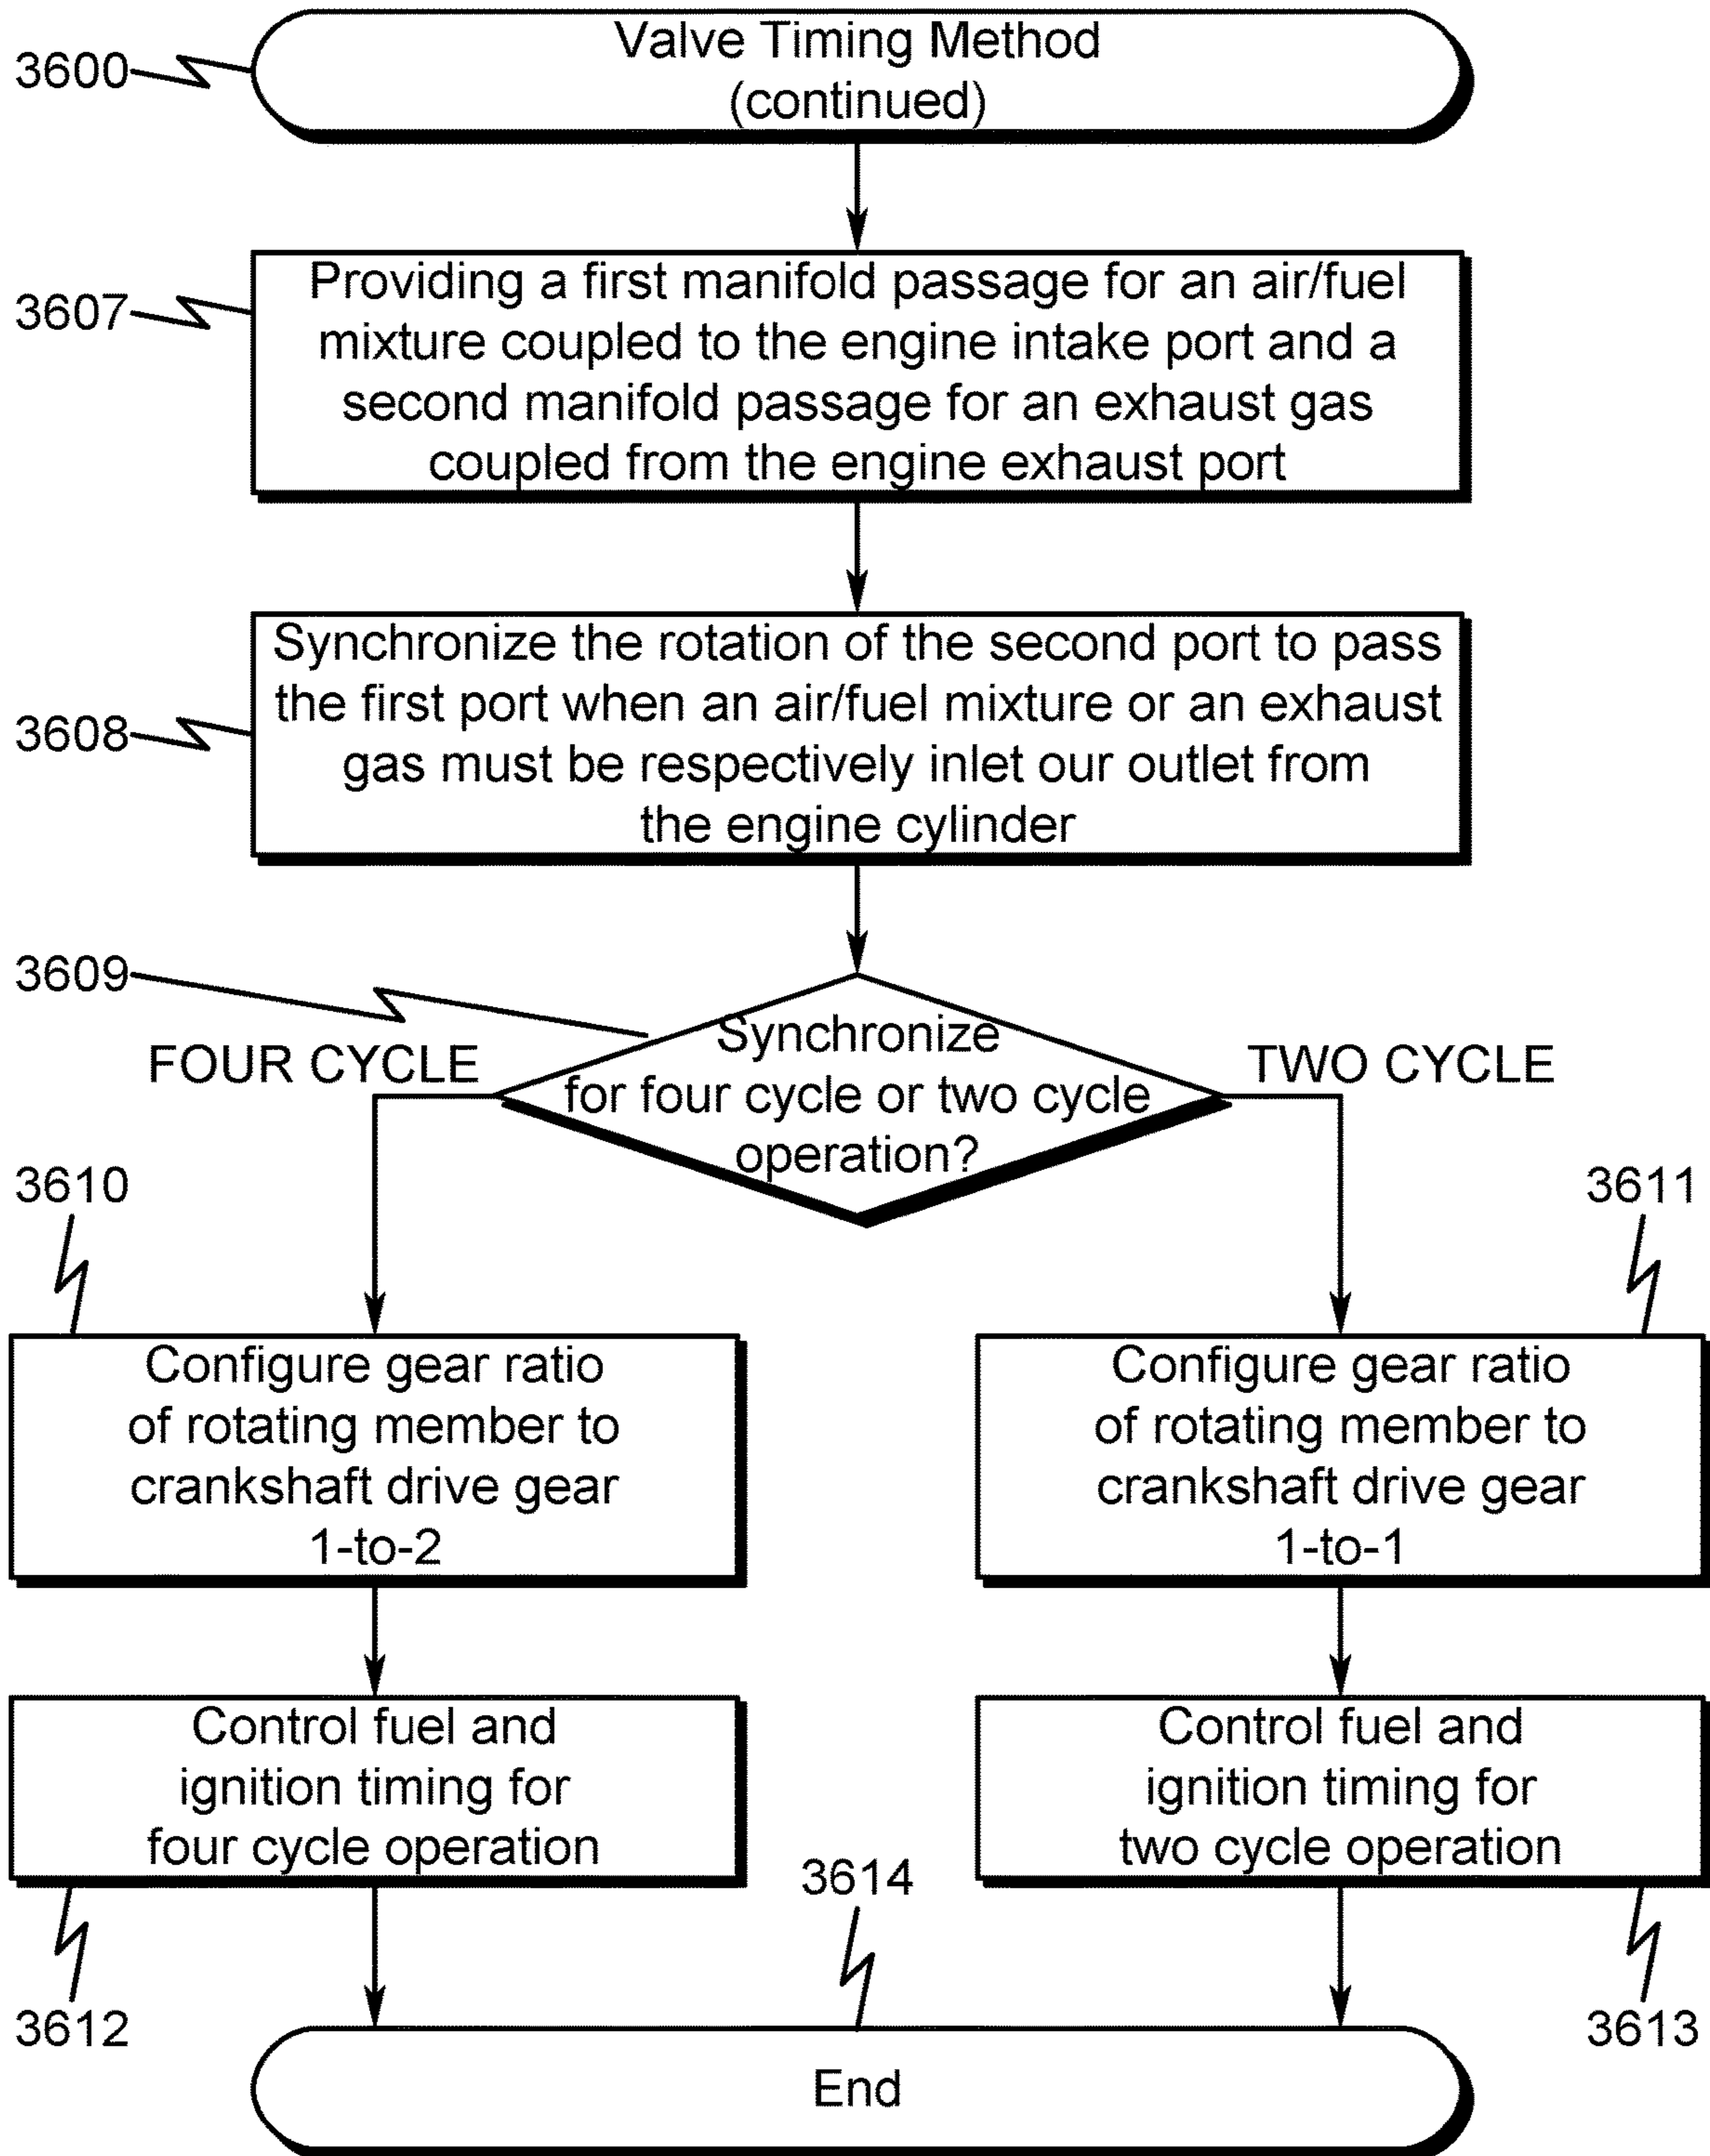 3600
Valve Timing Method
(continued)
3607
Providing a first manifold passage for an air/fuel
mixture coupled to the engine intake port and a
second manifold passage for an exhaust gas
coupled from the engine exhaust port
3608
Synchronize the rotation of the second port to pass
the first port when an air/fuel mixture or an exhaust
gas must be respectively inlet our outlet from
the engine cylinder
3609
Synchronize
for four cycle or two cycle
operation?
FOUR CYCLE
TWO CYCLE
3610
Configure gear ratio
of rotating member to
crankshaft drive gear
1-to-2
3611
Configure gear ratio
of rotating member to
crankshaft drive gear
1-to-1
Control fuel and
ignition timing for
four cycle operation
3612
Control fuel and
ignition timing for
two cycle operation
3613
3614
End